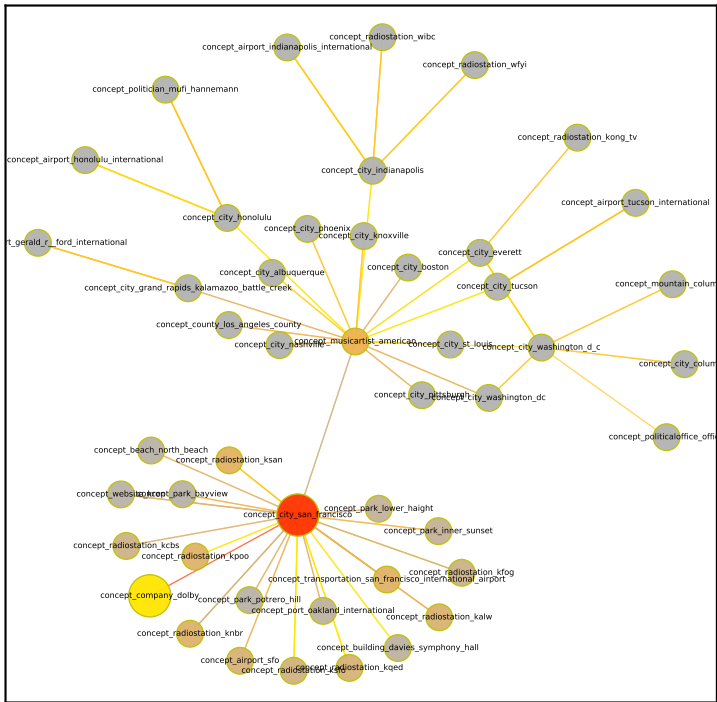 concept_radiostation_wibc
concept_airport_indianapolis_international
concept_radiostation_wfyi
concept_politician_mufi_hannemann
concept_radiostation_kong_tv
concept_airport_honolulu_international
concept_city_indianapolis
concept_airport_tucson_international
concept_city_honolulu
concept_city_phoenix
concept_city_knoxville
rt_gerald_r__ford_international
concept_city_everett
concept_city_boston
concept_city_albuquerque
concept_mountain_colum
concept_city_tucson
concept_city_grand_rapids_kalamazoo_battle_creek
concept_county_los_angeles_county
concept_musicartist_american
concept_city_nashville
concept_city_st_louis
concept_city_washington_d_c
concept_city_colum
concept_city_pittsburgh
concept_city_washington_dc
concept_politicaloffice_offi
concept_beach_north_beach
concept_radiostation_ksan
concept_park_bayview
concept_park_lower_haight
concept_city_san_francisco
concept_park_inner_sunset
concept_radiostation_kcbs
concept_radiostation_kpoo
concept_radiostation_kfog
concept_transportation_san_francisco_international_airport
concept_company_dolby
concept_park_potrero_hill
concept_port_oakland_international
concept_radiostation_kalw
concept_radiostation_knbr
concept_building_davies_symphony_hall
concept_airport_sfo
concept_radiostation_kqed